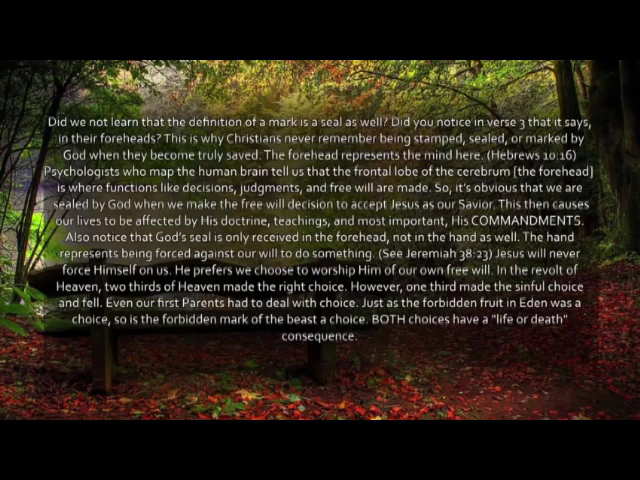 Did we not learn that the definition of a mark is a seal as well? Did you notice in verse 3 that it says,
in their foreheads? This is why Christians never remember being stamped, sealed, or marked by
God when they become truly saved. The forehead represents the mind here. (Hebrews 10:16)
Psychologists who map the human brain tell us that the frontal lobe of the cerebrum [the forehead]
is where functions like decisions, judgments, and free will are made. So, it's obvious that we are
sealed by God when we make the free will decision to accept Jesus as our Savior. This then causes
our lives to be affected by His doctrine, teachings, and most important, His COMMANDMENTS.
Also notice that God's seal is only received in the forehead, not in the hand as well. The hand
represents being forced against our will to do something. (See Jeremiah 38:23) Jesus will never
force Himself on us. He prefers we choose to worship Him of our own free will. In the revolt of
Heaven, two thirds of Heaven made the right choice. However, one third made the sinful choice
and fell. Even our first Parents had to deal with choice. Just as the forbidden fruit in Eden was a
choice, so is the forbidden mark of the beast a choice. BOTH choices have a "life or death"
consequence.